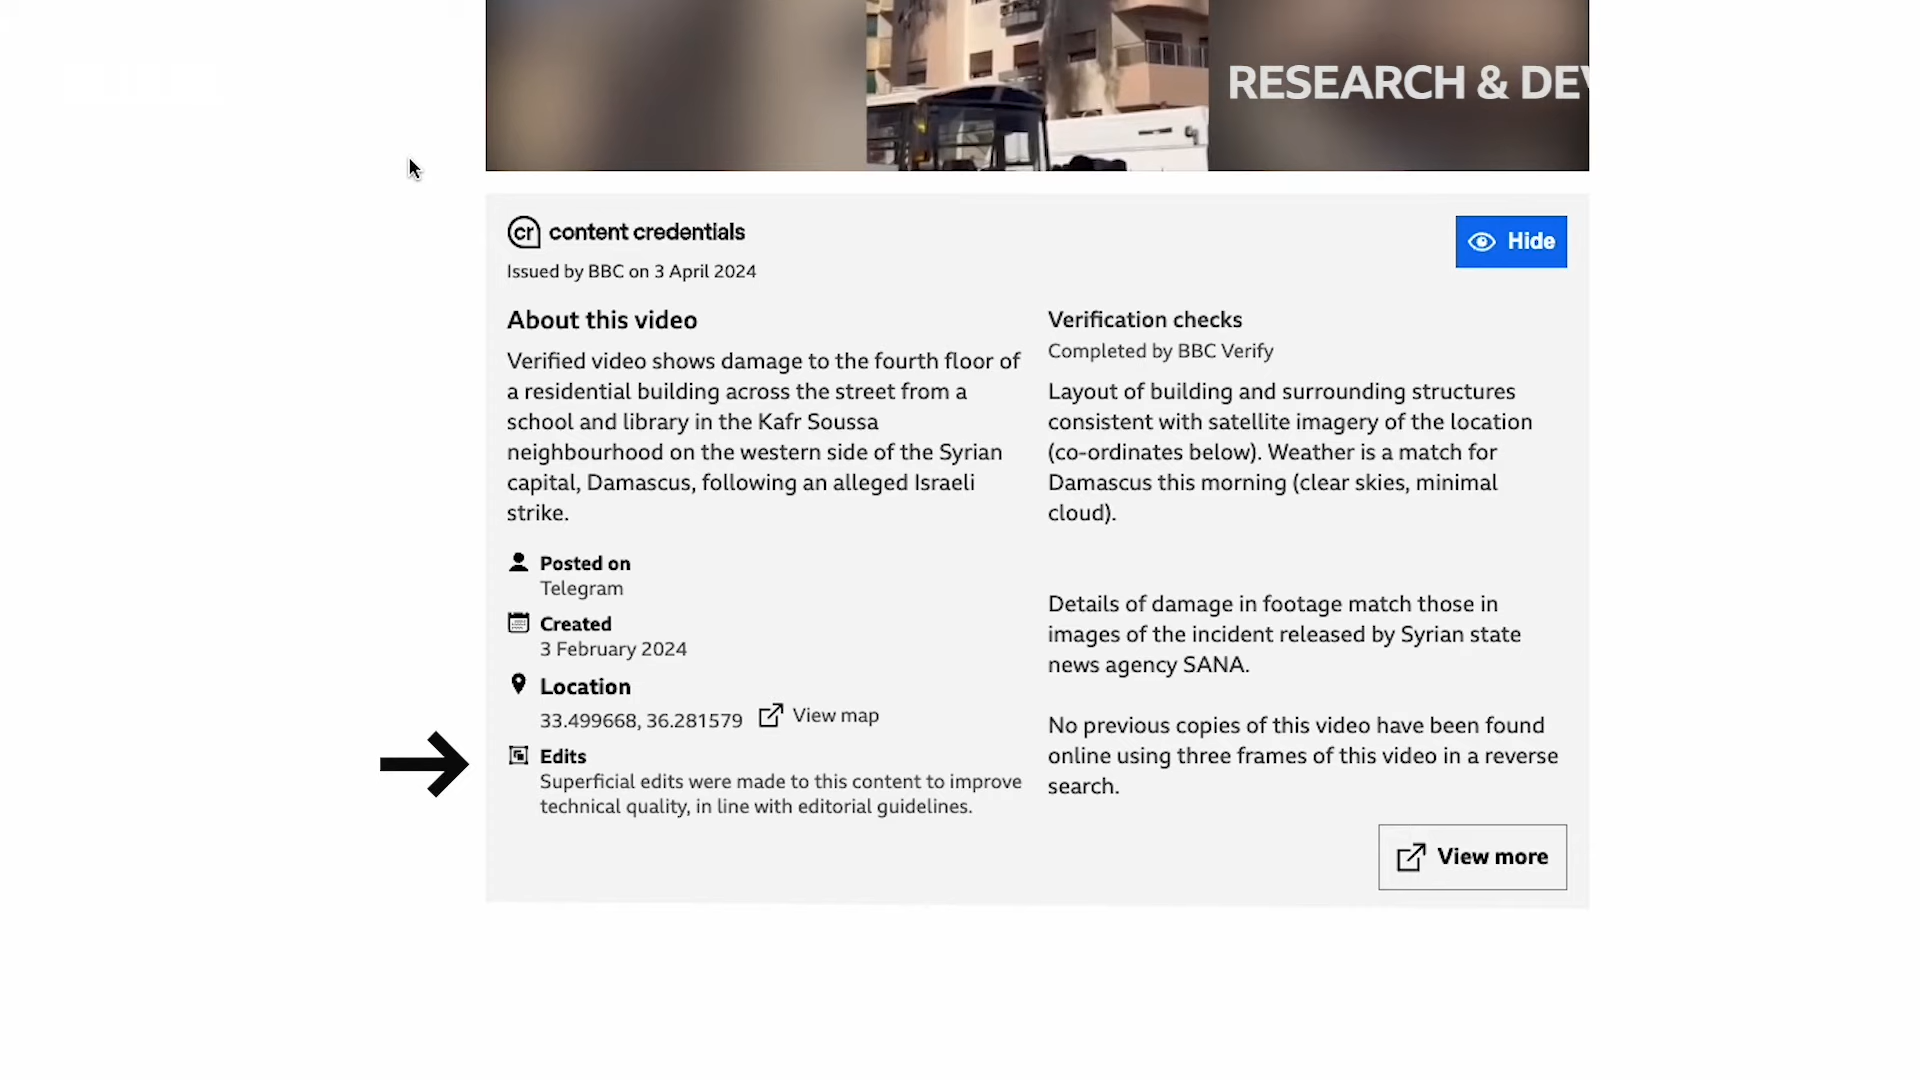 RESEARCH & DEV
cr content credentials
Hide
Issued by BBC on 3 April 2024
About this video
Verified video shows damage to the fourth floor of
a residential building across the street from a
school and library in the Kafr Soussa
neighbourhood on the western side of the Syrian
capital, Damascus, following an alleged Israeli
strike.
Posted on
Telegram
Created
3 February 2024
Location
33.499668, 36.281579 View map
Edits
Superficial edits were made to this content to improve
technical quality, in line with editorial guidelines.
Verification checks
Completed by BBC Verify
Layout of building and surrounding structures
consistent with satellite imagery of the location
(co-ordinates below). Weather is a match for
Damascus this morning (clear skies, minimal
cloud).
Details of damage in footage match those in
images of the incident released by Syrian state
news agency SANA.
No previous copies of this video have been found
online using three frames of this video in a reverse
search.
View more